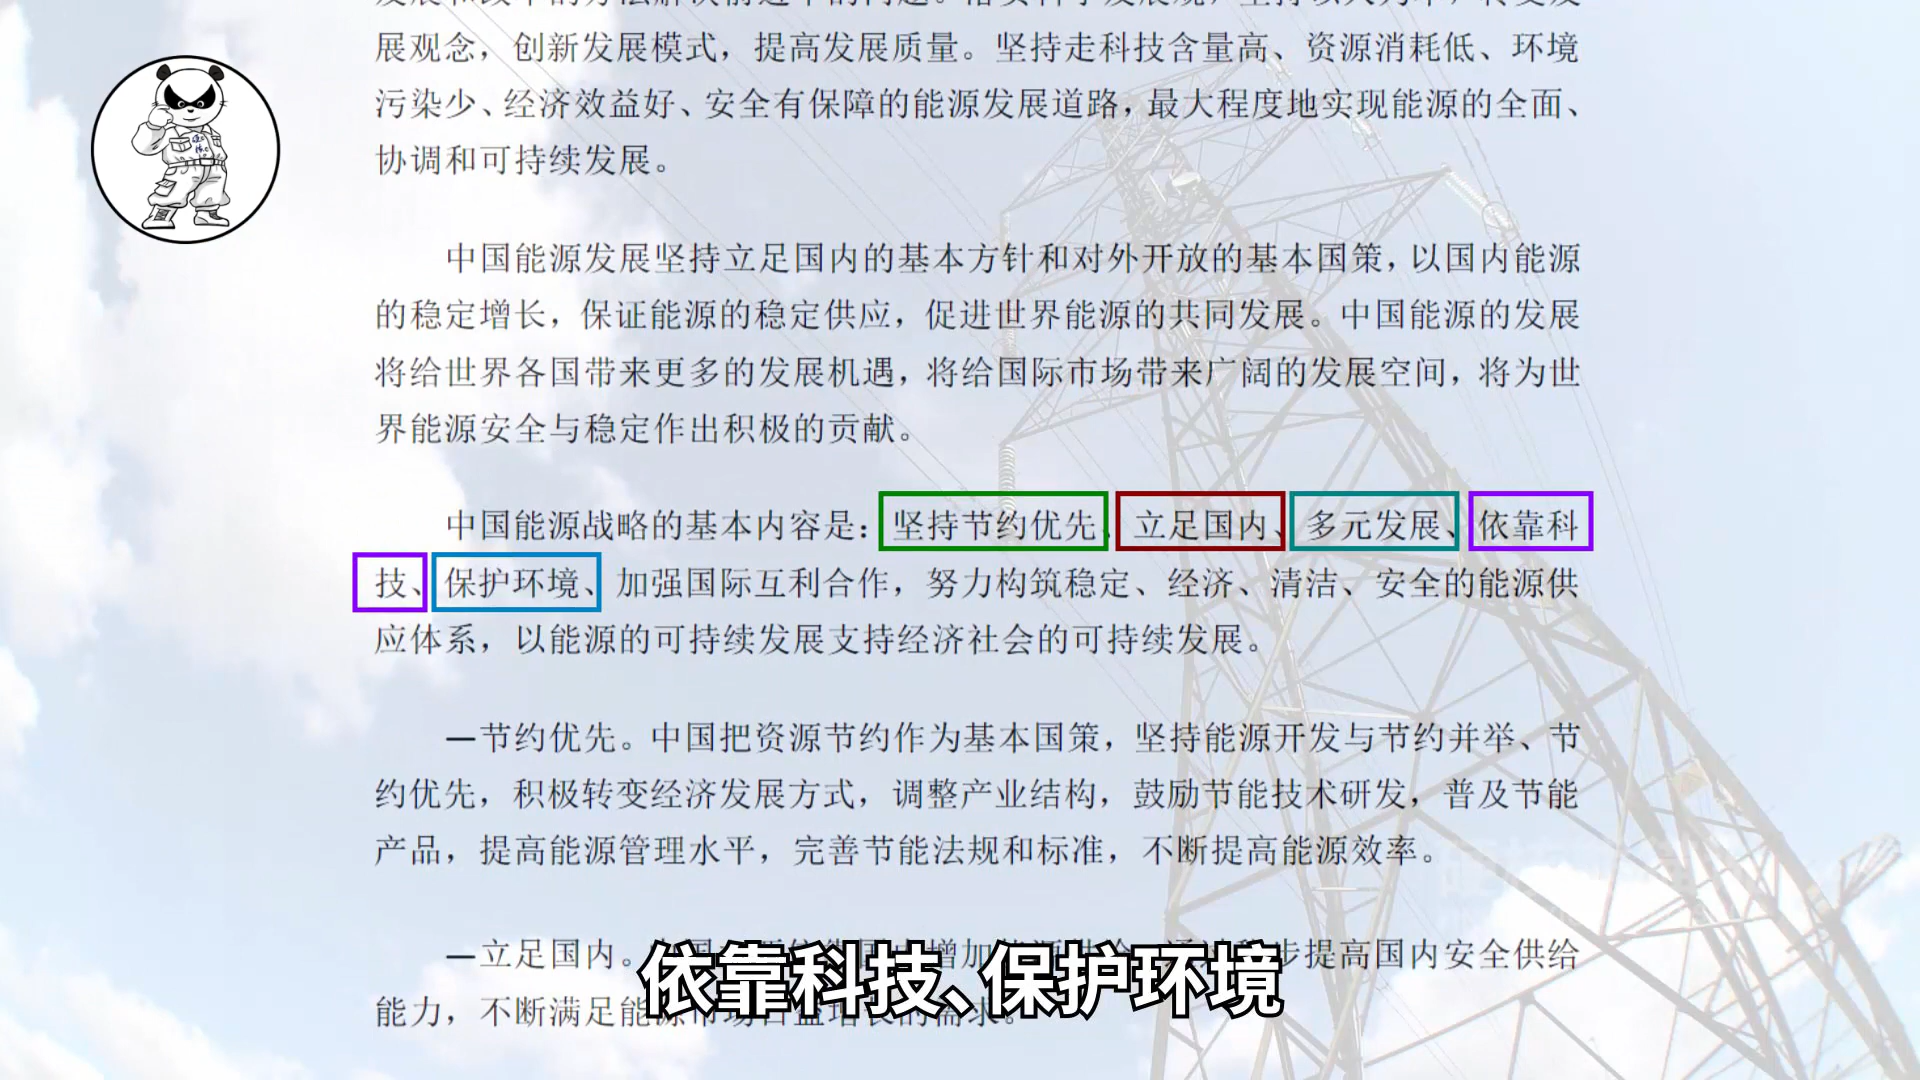 展观念，创新发展模式，提高发展质量。坚持走科技含量高、资源消耗低、环境
污染少、经济效益好、安全有保障的能源发展道路，最大程度地实现能源的全面、
协调和可持续发展。
中国能源发展坚持立足国内的基本方针和对外开放的基本国策，以国内能源
的稳定增长，保证能源的稳定供应，促进世界能源的共同发展。中国能源的发展
将给世界各国带来更多的发展机遇，将给国际市场带来广阔的发展空间，将为世
界能源安全与稳定作出积极的贡献。
中国能源战略的基本内容是：坚持节约优先、立足国内、多元发展、依靠科
技、保护环境、加强国际互利合作，努力构筑稳定、经济、清洁、安全的能源供
应体系，以能源的可持续发展支持经济社会的可持续发展。
—节约优先。中国把资源节约作为基本国策，坚持能源开发与节约并举、节
约优先，积极转变经济发展方式，调整产业结构，鼓励节能技术研发，普及节能
产品，提高能源管理水平，完善节能法规和标准，不断提高能源效率。
—立足国内。增加步提高国内安全供给
能力，不断满足能的需求。
依靠科技、保护环境